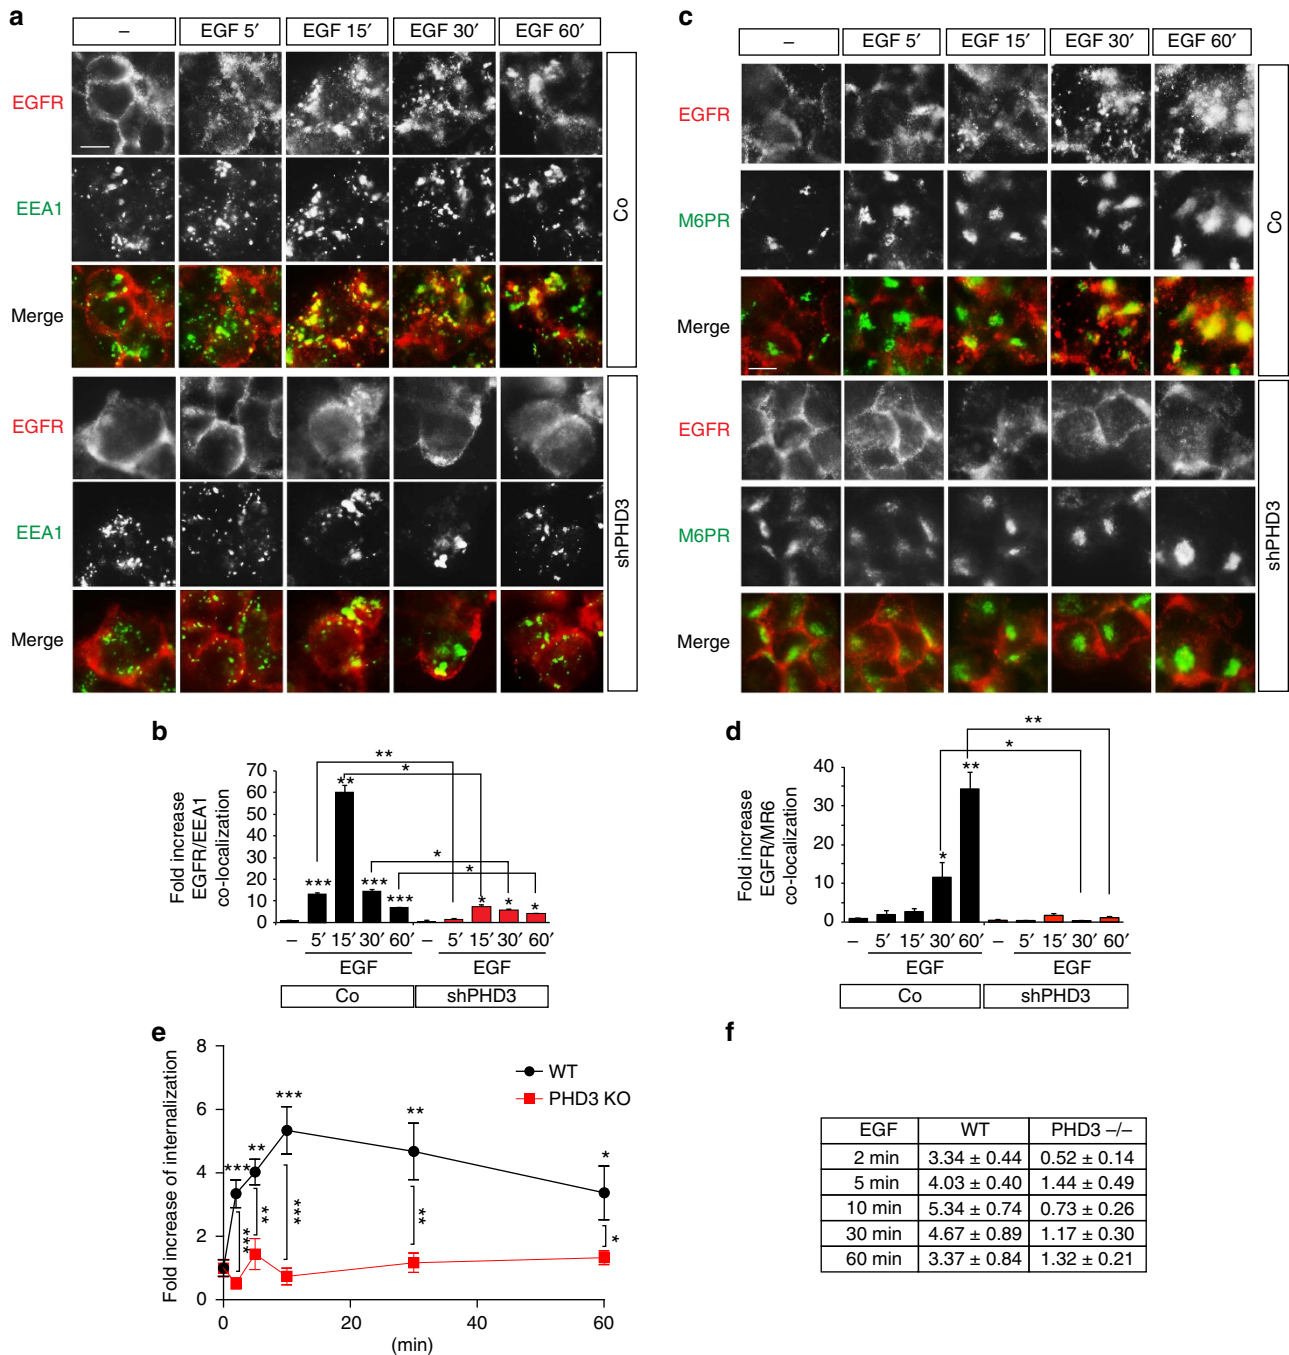 a
– EGF 5′ EGF 15′ EGF 30′ EGF 60′
EGFR
EEA1
Merge
Co
EGFR
EEA1
Merge
shPHD3
c
– EGF 5′ EGF 15′ EGF 30′ EGF 60′
EGFR
M6PR
Merge
Co
EGFR
M6PR
Merge
shPHD3
b
Fold increase
EGFR/EEA1
co-localization
70
60
50
40
30
20
10
0
*** ** *** *** * * *
** * * *
– 5′ 15′ 30′ 60′ – 5′ 15′ 30′ 60′
EGF EGF
Co shPHD3
d
Fold increase
EGFR/MR6
co-localization
40
30
20
10
0
* **
** *
– 5′ 15′ 30′ 60′ – 5′ 15′ 30′ 60′
EGF EGF
Co shPHD3
e
Fold increase of internalization
8
6
4
2
0
0 20 40 60
(min)
WT
PHD3 KO
*** ** *** ** *
*** ** *** ** *
f
EGF WT PHD3 –/–
2 min 3.34 ± 0.44 0.52 ± 0.14
5 min 4.03 ± 0.40 1.44 ± 0.49
10 min 5.34 ± 0.74 0.73 ± 0.26
30 min 4.67 ± 0.89 1.17 ± 0.30
60 min 3.37 ± 0.84 1.32 ± 0.21